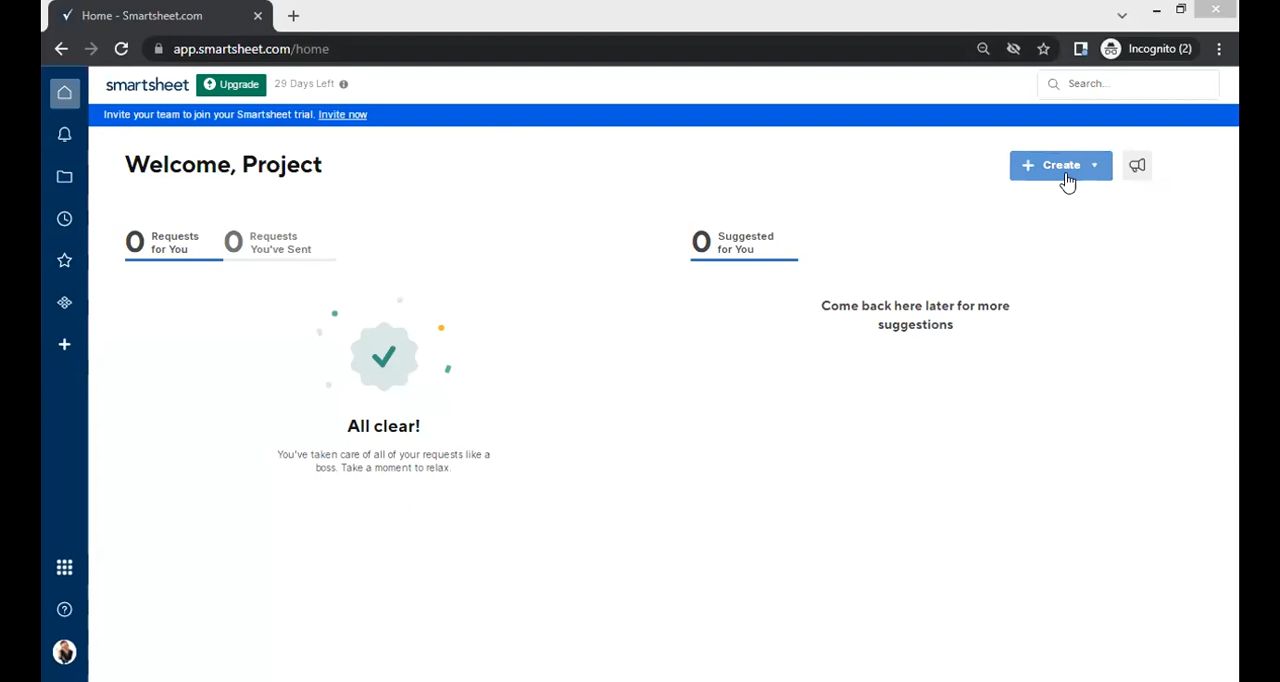 Home - Smartsheet.com
app.smartsheet.com/home
Incognito (2)
smartsheet
Upgrade
29 Days Left
Search...
Invite your team to join your Smartsheet trial. Invite now
Welcome, Project
Create
0 Requests for You
0 Requests You've Sent
0 Suggested for You
Come back here later for more
suggestions
All clear!
You've taken care of all of your requests like a
boss. Take a moment to relax.